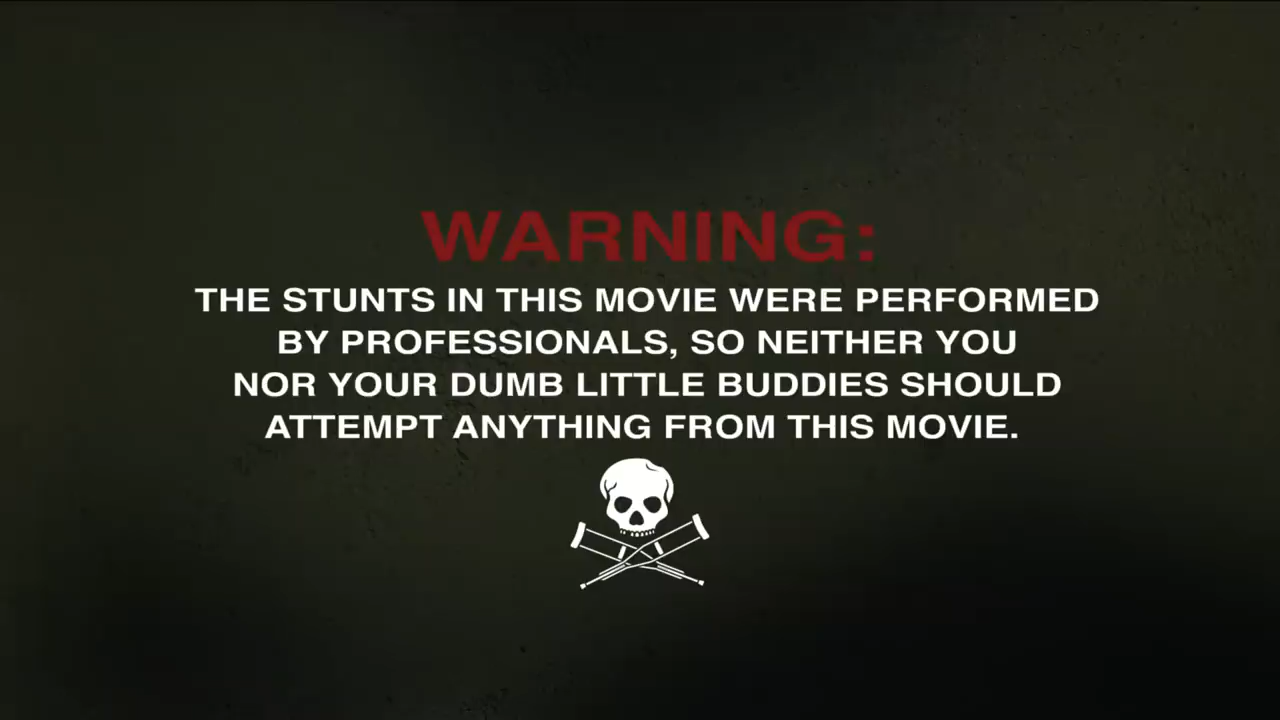 WARNING:
THE STUNTS IN THIS MOVIE WERE PERFORMED
BY PROFESSIONALS, SO NEITHER YOU
NOR YOUR DUMB LITTLE BUDDIES SHOULD
ATTEMPT ANYTHING FROM THIS MOVIE.